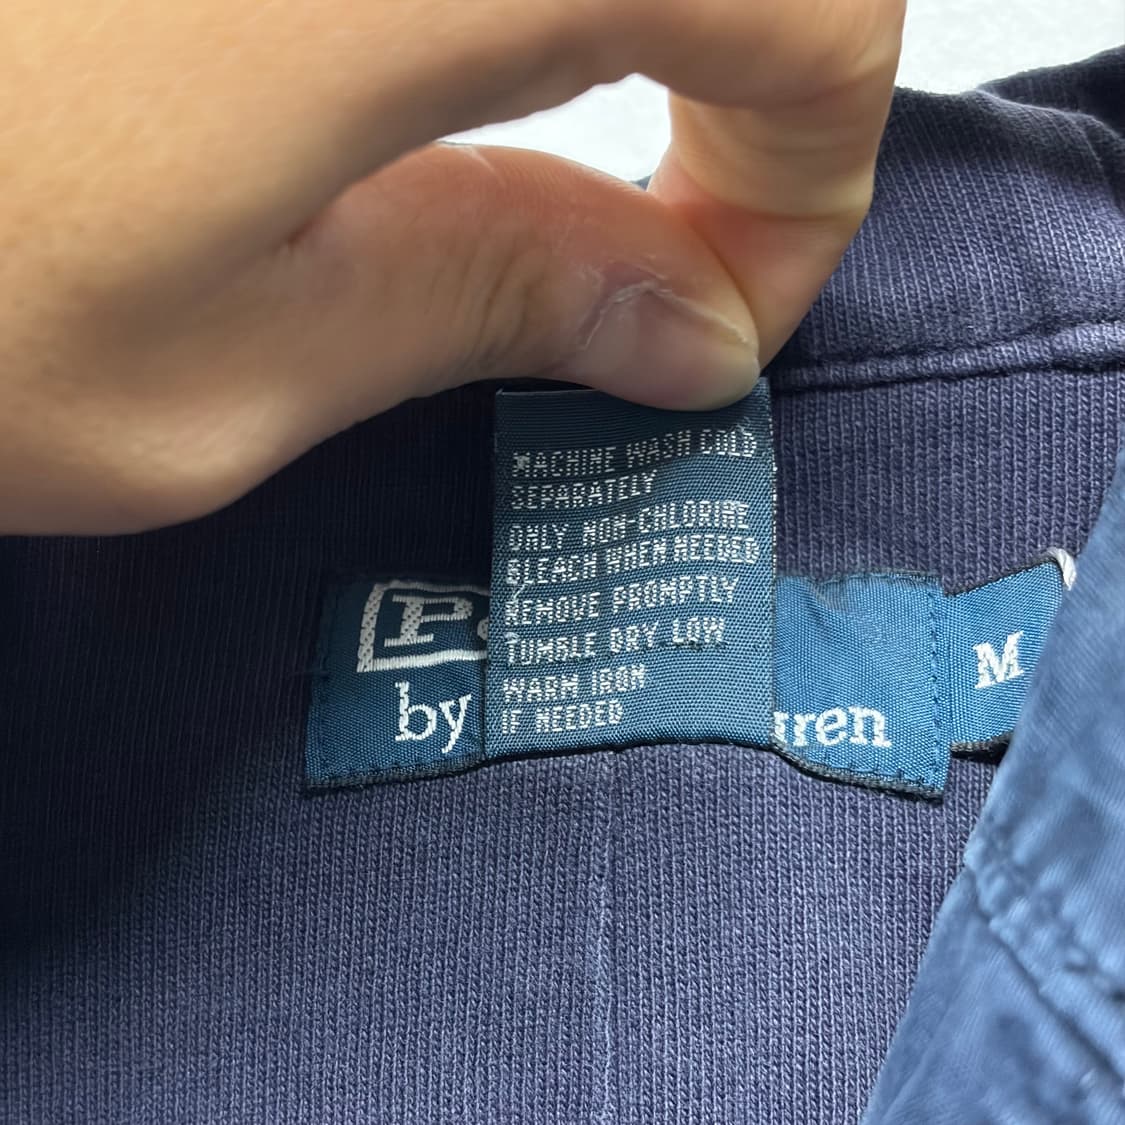 MACHINE WASH COLD
SEPARATELY
ONLY NON-CHLORINE
BLEACH WHEN NEEDED
REMOVE PROMPTLY
TUMBLE DRY LOW
WARM IRON
IF NEEDED
by
M